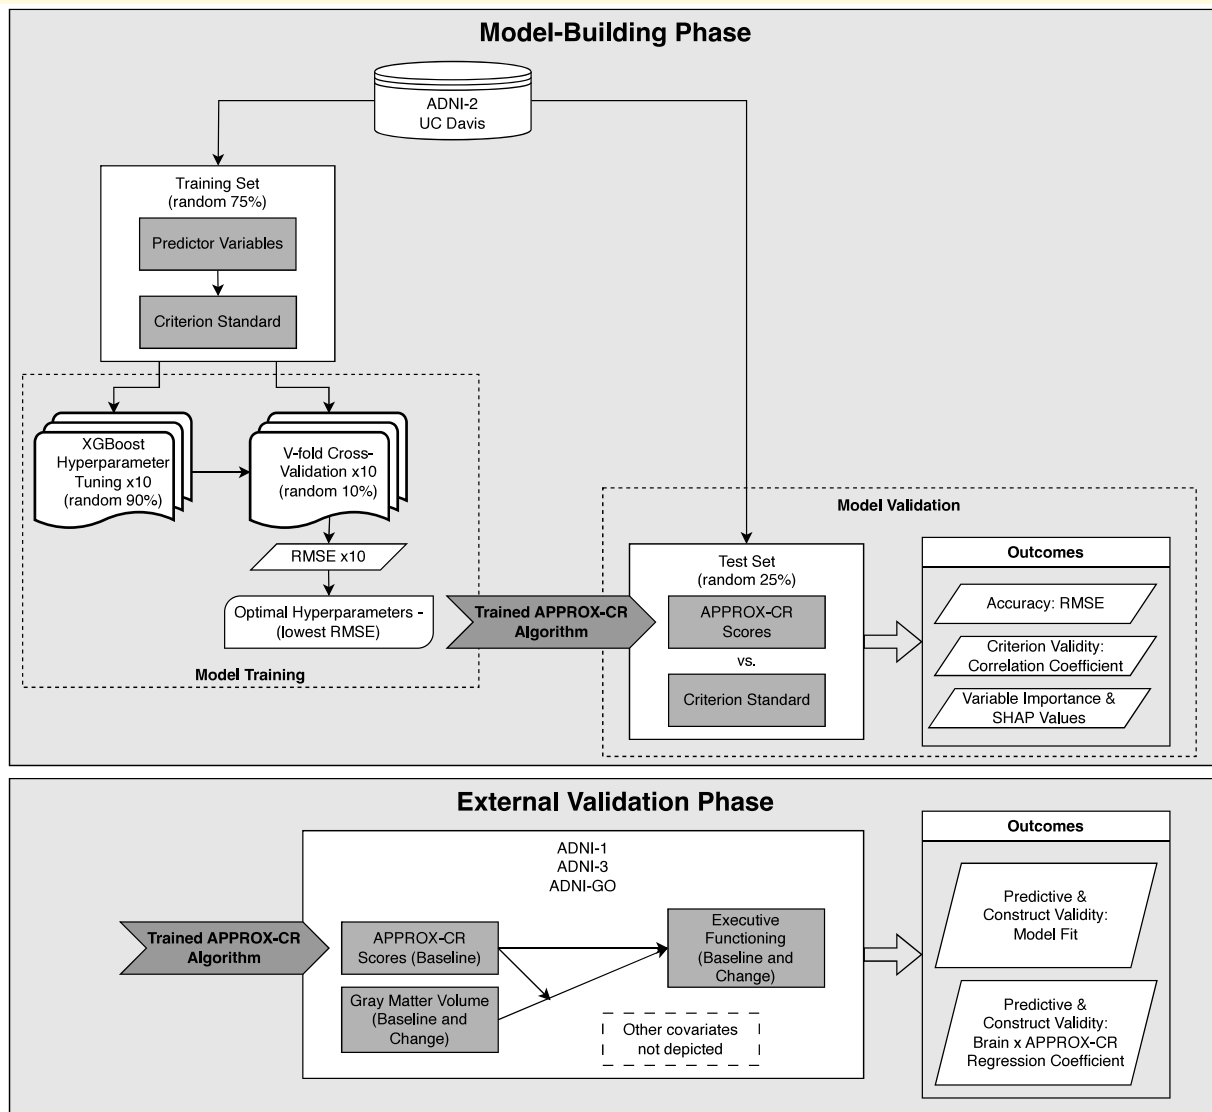 Model-Building Phase
ADNI-2
UC Davis
Training Set
(random 75%)
Predictor Variables
Criterion Standard
XGBoost
Hyperparameter
Tuning x10
(random 90%)
V-fold Cross-
Validation x10
(random 10%)
RMSE x10
Optimal Hyperparameters -
(lowest RMSE)
Model Training
Trained APPROX-CR
Algorithm
Model Validation
Test Set
(random 25%)
APPROX-CR
Scores
vs.
Criterion Standard
Outcomes
Accuracy: RMSE
Criterion Validity:
Correlation Coefficient
Variable Importance &
SHAP Values
External Validation Phase
ADNI-1
ADNI-3
ADNI-GO
Trained APPROX-CR
Algorithm
APPROX-CR
Scores (Baseline)
Gray Matter Volume
(Baseline and
Change)
Executive
Functioning
(Baseline and
Change)
Other covariates
not depicted
Outcomes
Predictive &
Construct Validity:
Model Fit
Predictive &
Construct Validity:
Brain x APPROX-CR
Regression Coefficient